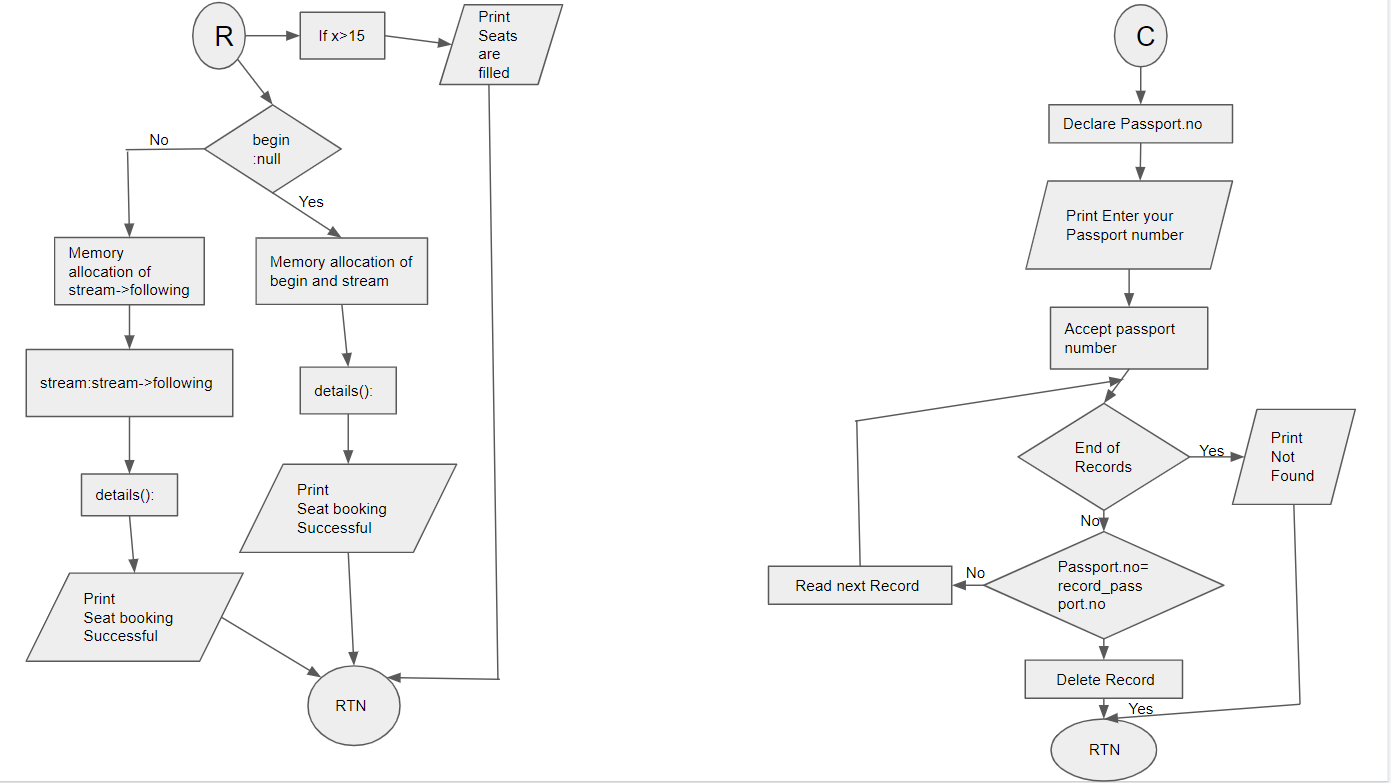 R
If x>15
Print
Seats
are
filled
begin
:null
No
Yes
Memory
allocation of
stream->following
Memory allocation of
begin and stream
stream:stream->following
details():
details():
Print
Seat booking
Successful
Print
Seat booking
Successful
RTN
C
Declare Passport.no
Print Enter your
Passport number
Accept passport
number
End of
Records
Yes
Print
Not
Found
No
Passport.no=
record_pass
port.no
No
Read next Record
Delete Record
Yes
RTN